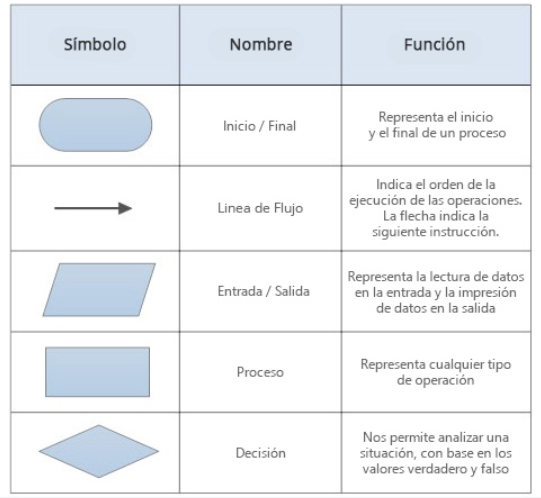 Símbolo
Nombre
Función
Inicio / Final
Representa el inicio
y el final de un proceso
Linea de Flujo
Indica el orden de la
ejecución de las operaciones.
La flecha indica la
siguiente instrucción.
Entrada / Salida
Representa la lectura de datos
en la entrada y la impresión
de datos en la salida
Proceso
Representa cualquier tipo
de operación
Decisión
Nos permite analizar una
situación, con base en los
valores verdadero y falso